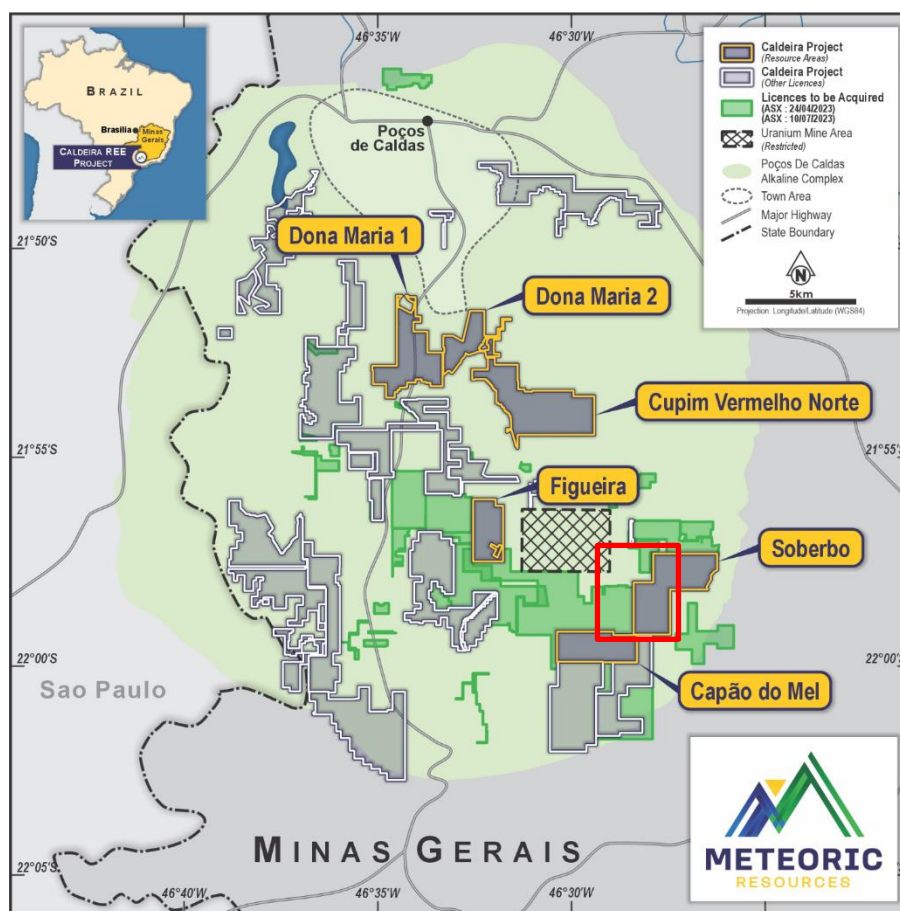 46°35'W
46°30'W
BRAZIL
Brasilia
Minas
Gerais
CALDEIRA REE
PROJECT
Poços
de Caldas
Caldeira Project
(Resource Areas)
Caldeira Project
(Other Licences)
Licences to be Acquired
(ASX : 24/04/2023)
(ASX : 10/07/2023)
Uranium Mine Area
(Restricted)
Poços De Caldas
Alkaline Complex
Town Area
Major Highway
State Boundary
N
5km
Projection: Longitude/Latitude (WGS84)
21°50'S
21°50'S
Dona Maria 1
Dona Maria 2
Cupim Vermelho Norte
21°55'S
21°55'S
Figueira
Soberbo
22°00'S
22°00'S
Sao Paulo
Capão do Mel
MINAS GERAIS
METEORIC
RESOURCES
22°05'S
46°40'W
46°35'W
46°30'W